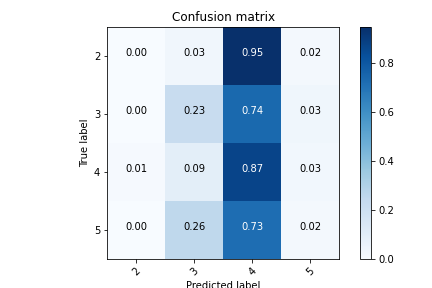 Confusion matrix
True label
2 0.00 0.03 0.95 0.02
3 0.00 0.23 0.74 0.03
4 0.01 0.09 0.87 0.03
5 0.00 0.26 0.73 0.02
2 3 4 5
Predicted label
0.8
0.6
0.4
0.2
0.0